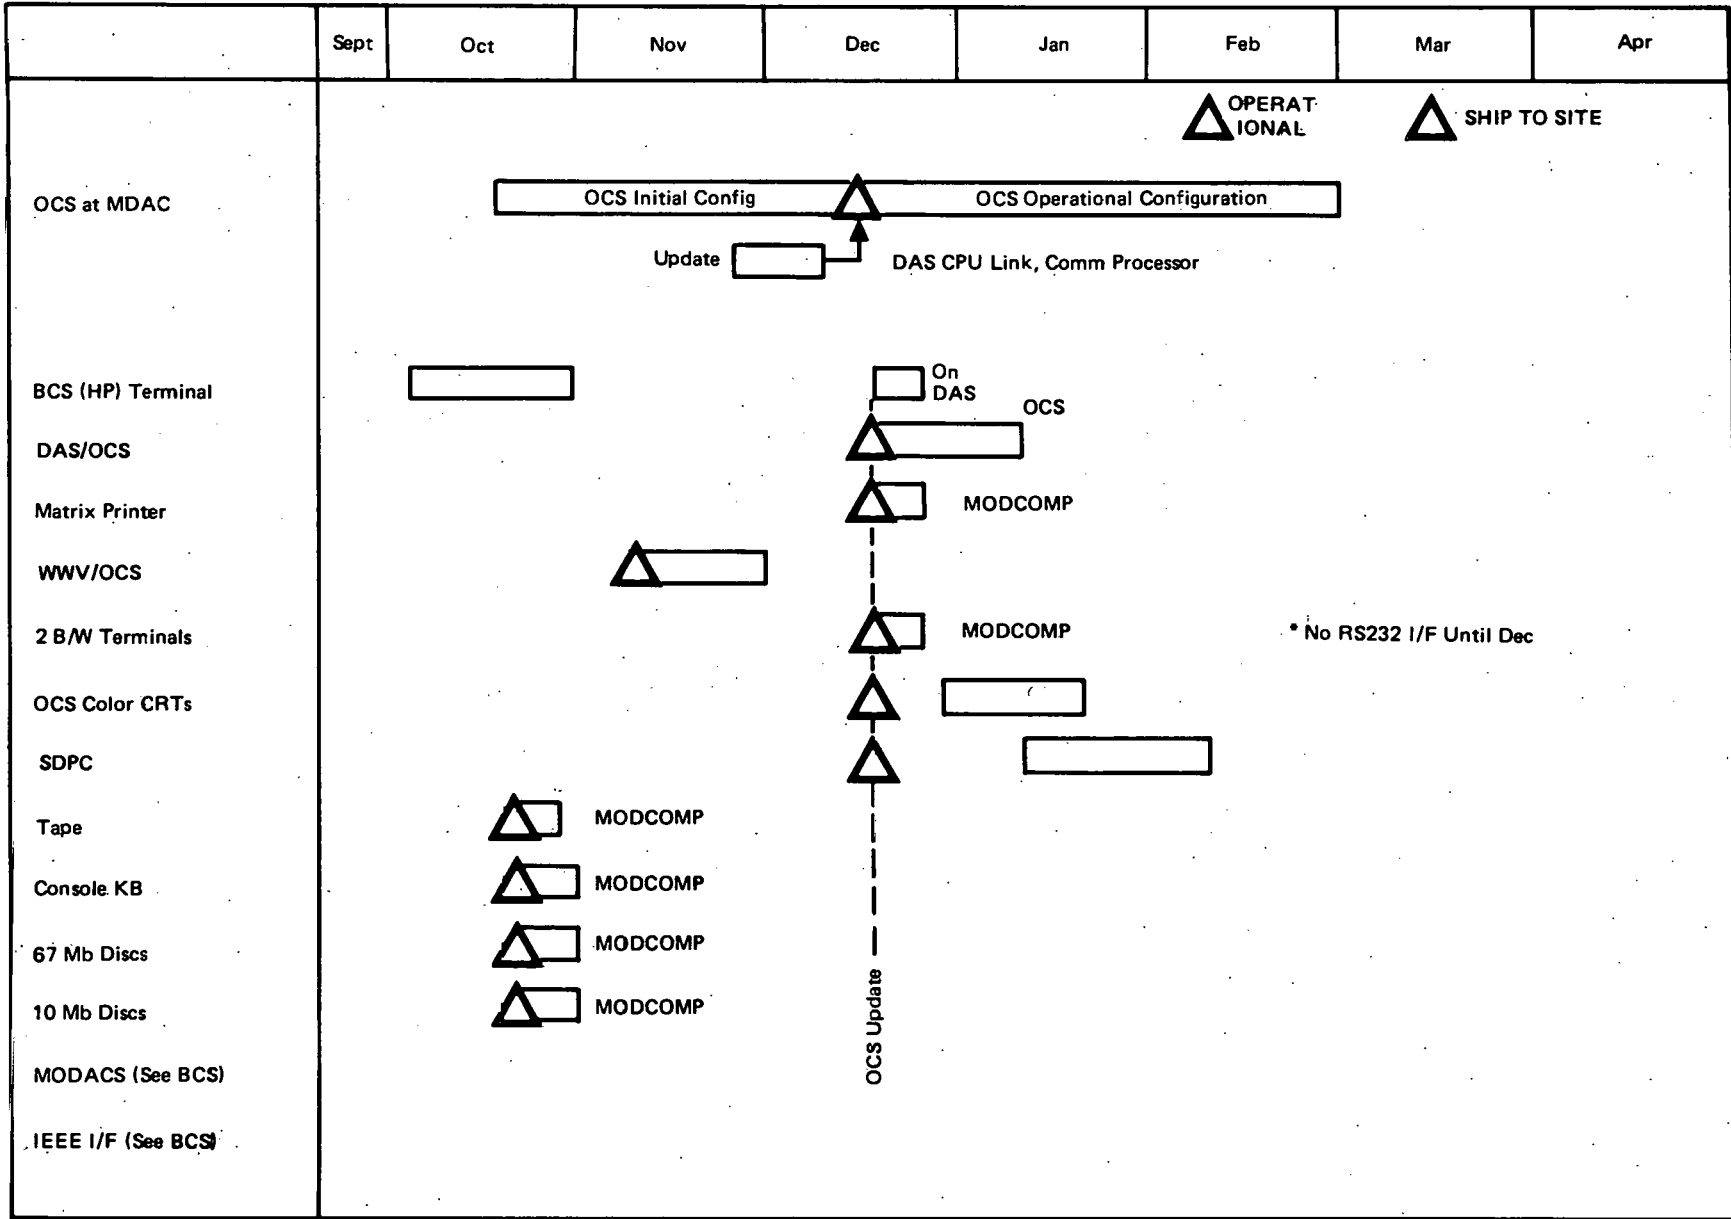 Sept Oct Nov Dec Jan Feb Mar Apr
OPERAT-
IONAL
SHIP TO SITE
OCS at MDAC
OCS Initial Config
OCS Operational Configuration
Update
DAS CPU Link, Comm Processor
BCS (HP) Terminal
On
DAS
DAS/OCS
OCS
Matrix Printer
MODCOMP
WWV/OCS
2 B/W Terminals
MODCOMP
* No RS232 I/F Until Dec
OCS Color CRTs
SDPC
Tape
MODCOMP
Console KB
MODCOMP
67 Mb Discs
MODCOMP
10 Mb Discs
MODCOMP
OCS Update
MODACS (See BCS)
IEEE I/F (See BCS)